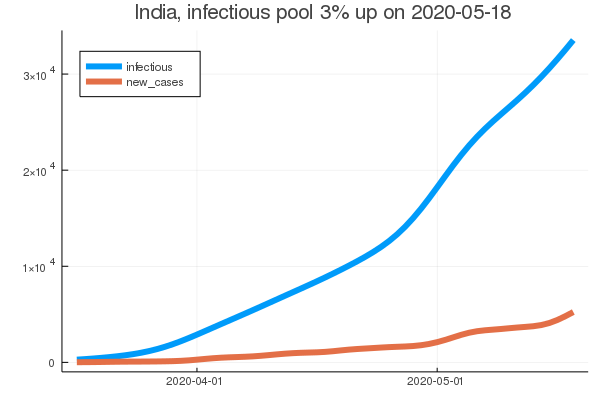 India, infectious pool 3% up on 2020-05-18
infectious
new_cases
3×10⁴
2×10⁴
1×10⁴
0
2020-04-01
2020-05-01